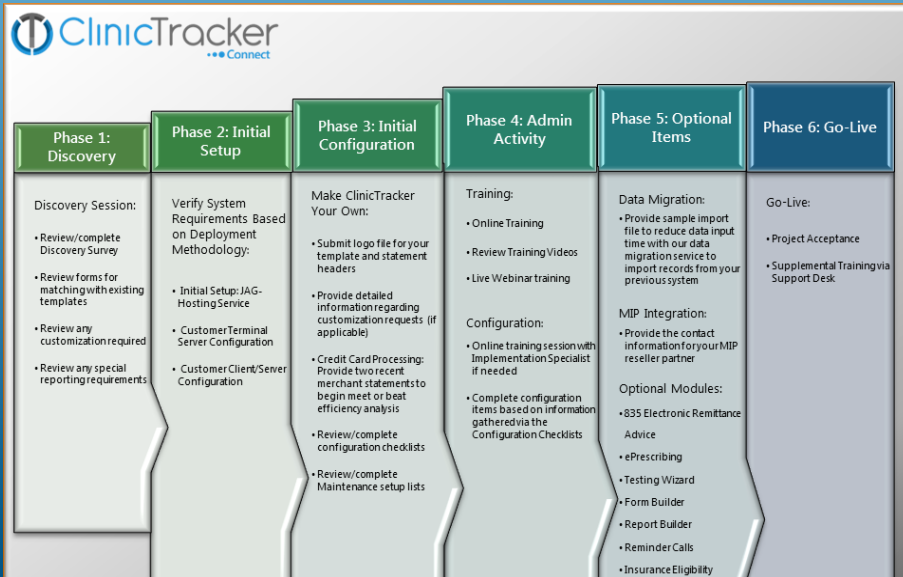 ClinicTracker
Connect
Phase 1:
Discovery
Discovery Session:
• Review/complete
Discovery Survey
• Review forms for
matching with existing
templates
• Review any
customization required
• Review any special
reporting requirements
Phase 2: Initial
Setup
Verify System
Requirements Based
on Deployment
Methodology:
• Initial Setup: JAG-
Hosting Service
• Customer Terminal
Server Configuration
• Customer Client/Server
Configuration
Phase 3: Initial
Configuration
Make ClinicTracker
Your Own:
• Submit logo file for your
template and statement
headers
• Provide detailed
information regarding
customization requests (if
applicable)
• Credit Card Processing:
Provide two recent
merchant statements to
begin meet or beat
efficiency analysis
• Review/complete
configuration checklists
• Review/complete
Maintenance setup lists
Phase 4: Admin
Activity
Training:
• Online Training
• Review Training Videos
• Live Webinar training
Configuration:
• Online training session with
Implementation Specialist
if needed
• Complete configuration
items based on information
gathered via the
Configuration Checklists
Phase 5: Optional
Items
Data Migration:
• Provide sample import
file to reduce data input
time with our data
migration service to
import records from your
previous system
MIP Integration:
• Provide the contact
information for your MIP
reseller partner
Optional Modules:
• 835 Electronic Remittance
Advice
• ePrescribing
• Testing Wizard
• Form Builder
• Report Builder
• Reminder Calls
• Insurance Eligibility
Phase 6: Go-Live
Go-Live:
• Project Acceptance
• Supplemental Training via
Support Desk